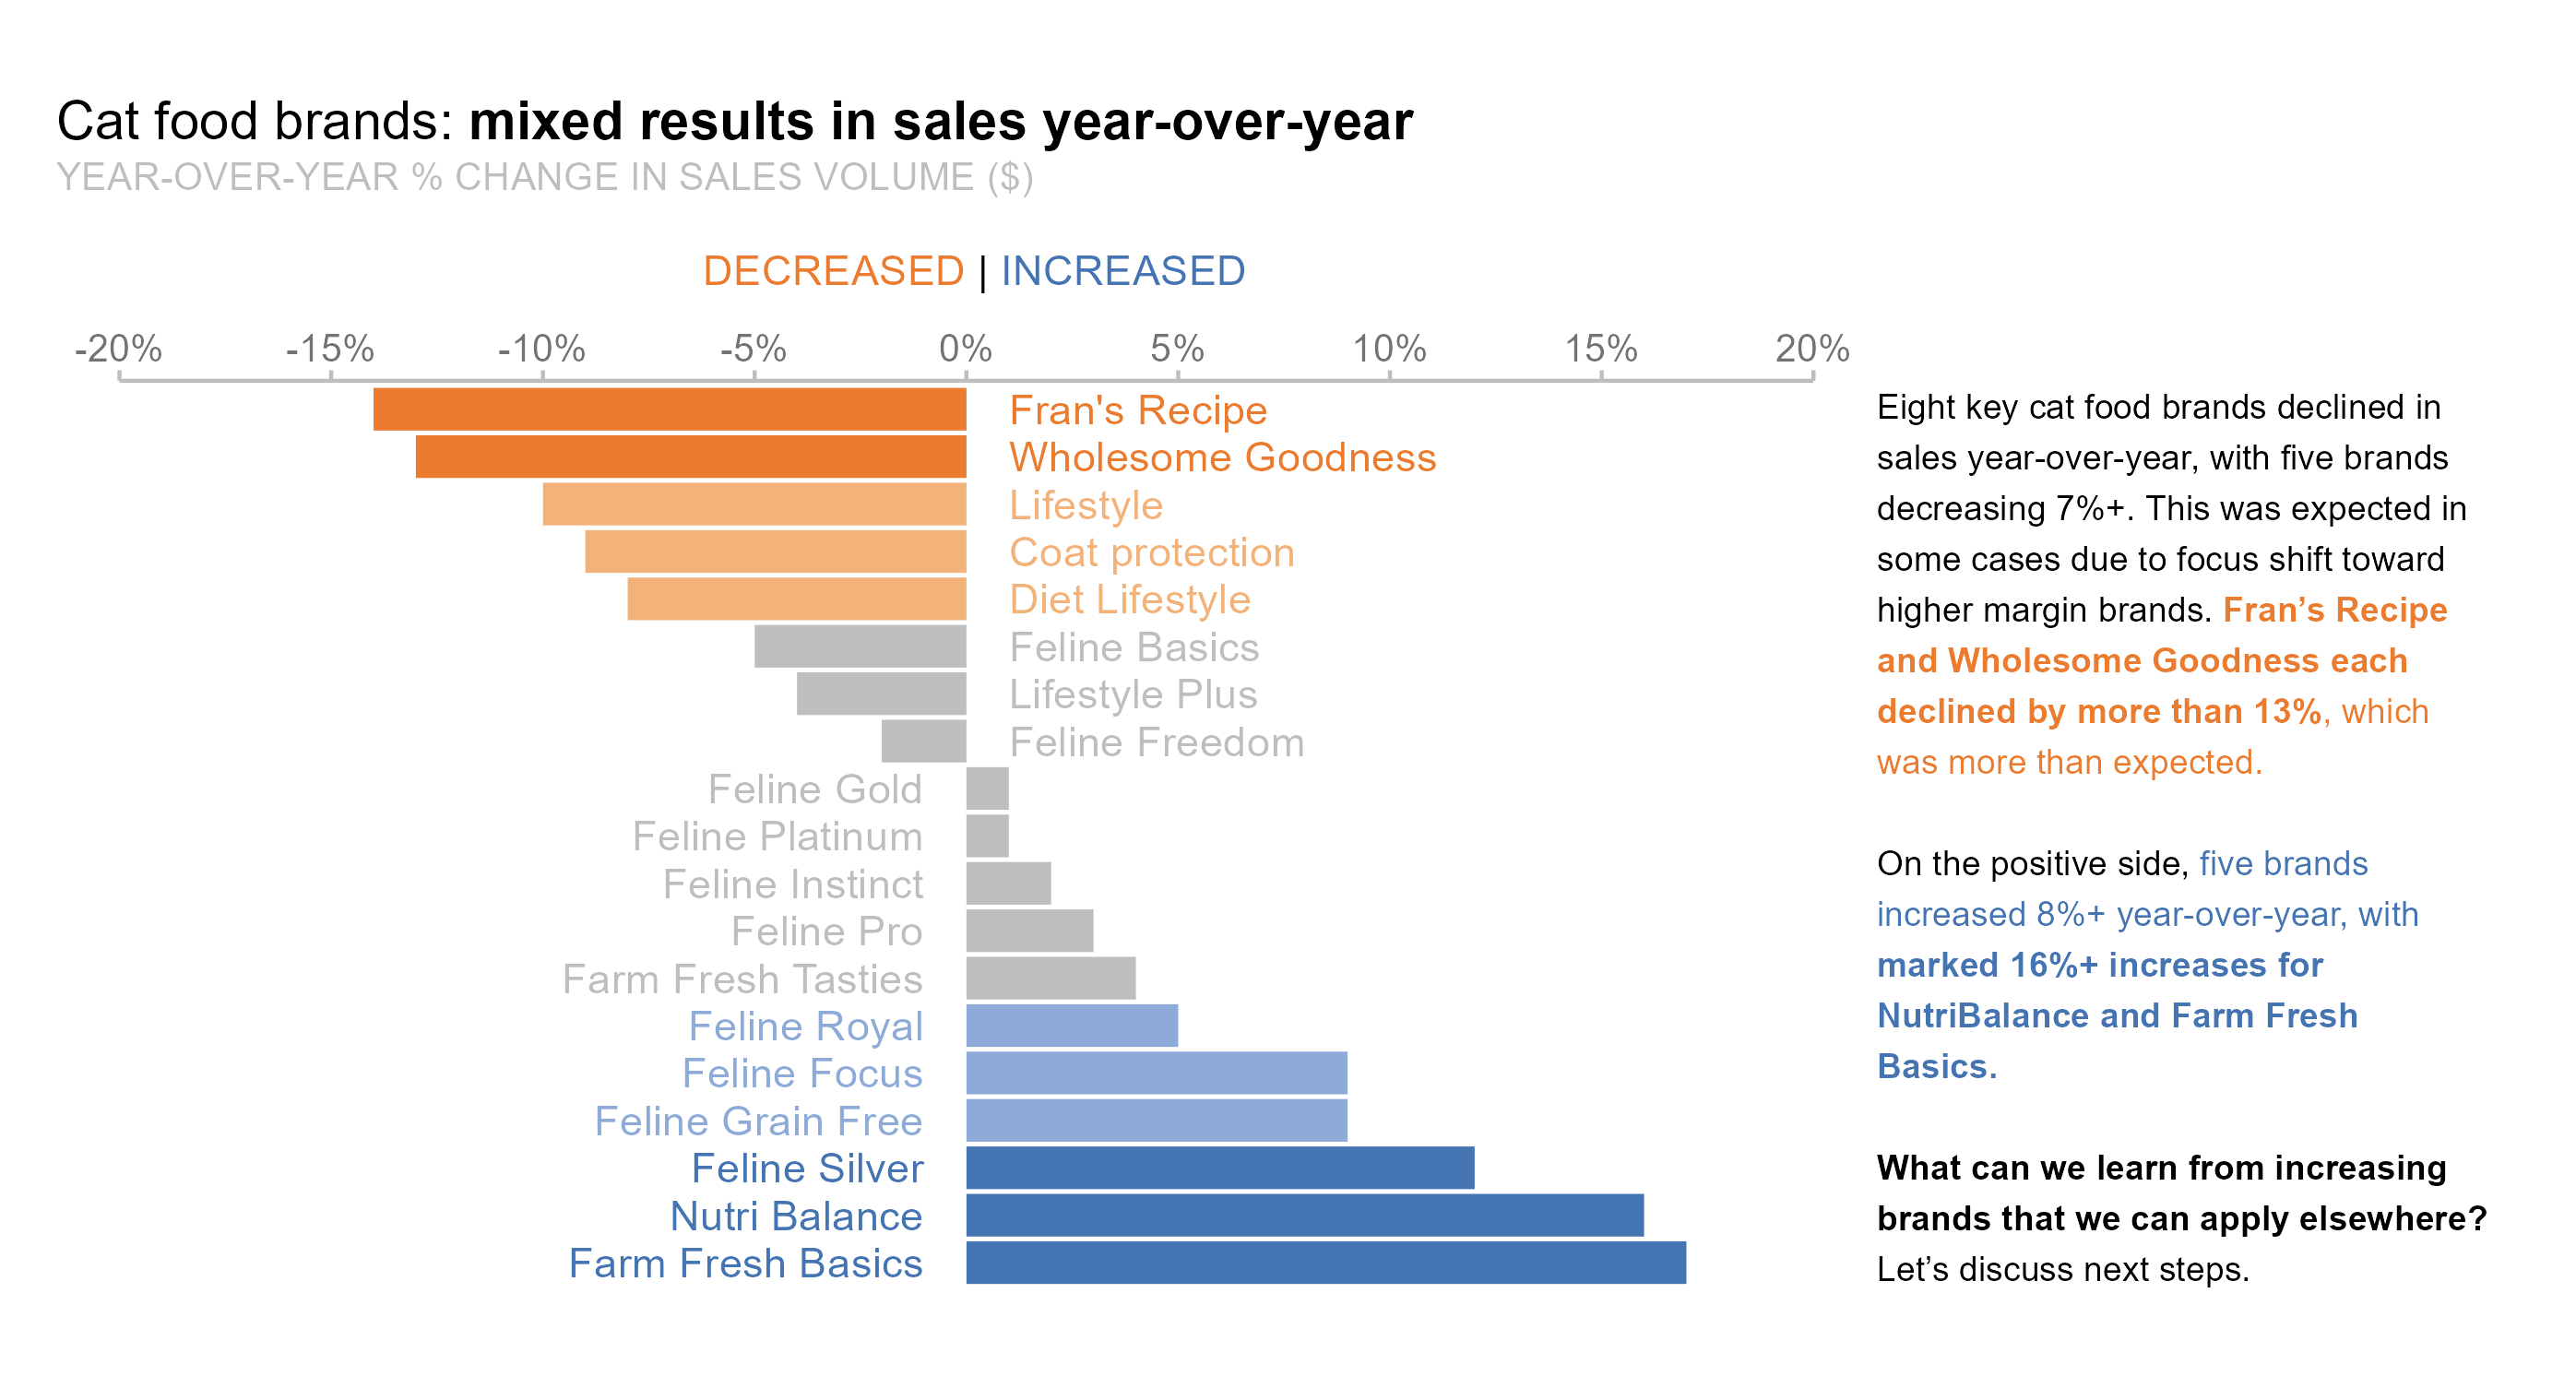 Cat food brands: mixed results in sales year-over-year
YEAR-OVER-YEAR % CHANGE IN SALES VOLUME ($)
DECREASED | INCREASED
-20% -15% -10% -5% 0% 5% 10% 15% 20%
Fran's Recipe
Wholesome Goodness
Lifestyle
Coat protection
Diet Lifestyle
Feline Basics
Lifestyle Plus
Feline Freedom
Feline Gold
Feline Platinum
Feline Instinct
Feline Pro
Farm Fresh Tasties
Feline Royal
Feline Focus
Feline Grain Free
Feline Silver
Nutri Balance
Farm Fresh Basics
Eight key cat food brands declined in
sales year-over-year, with five brands
decreasing 7%+. This was expected in
some cases due to focus shift toward
higher margin brands. Fran’s Recipe
and Wholesome Goodness each
declined by more than 13%, which
was more than expected.
On the positive side, five brands
increased 8%+ year-over-year, with
marked 16%+ increases for
NutriBalance and Farm Fresh
Basics.
What can we learn from increasing
brands that we can apply elsewhere?
Let’s discuss next steps.